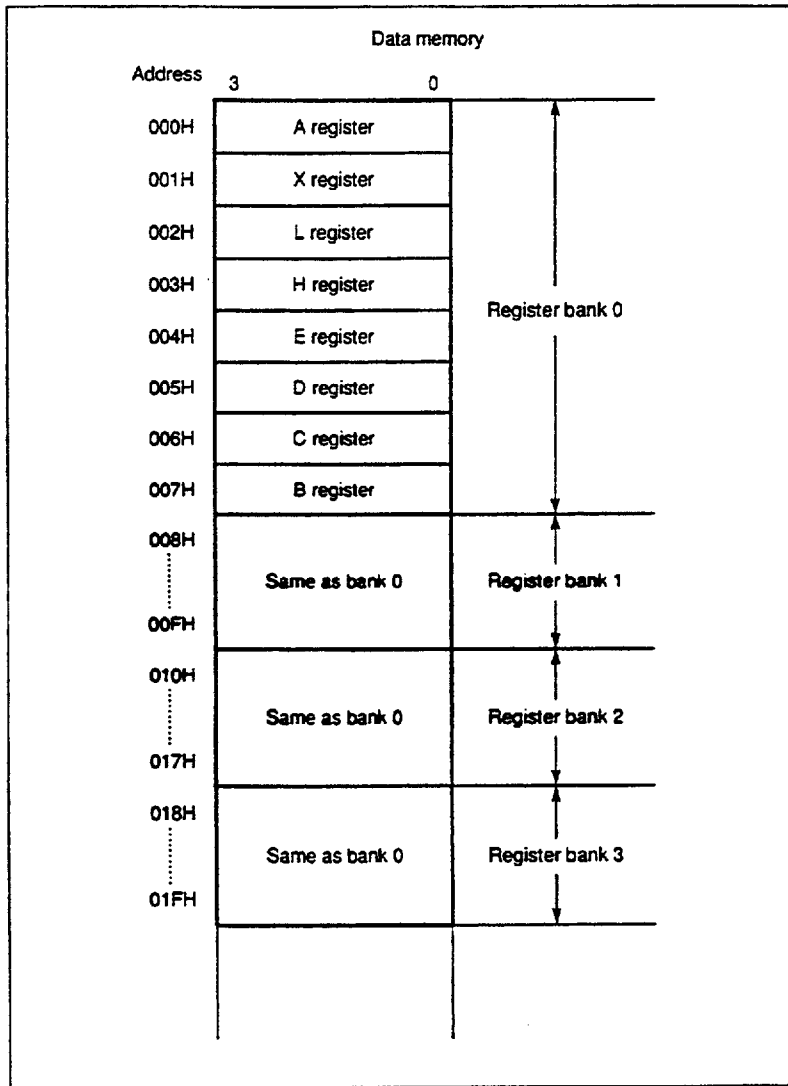 Data memory
Address
3 0
000H A register
001H X register
002H L register
003H H register
Register bank 0
004H E register
005H D register
006H C register
007H B register
008H
Same as bank 0 Register bank 1
00FH
010H
Same as bank 0 Register bank 2
017H
018H
Same as bank 0 Register bank 3
01FH